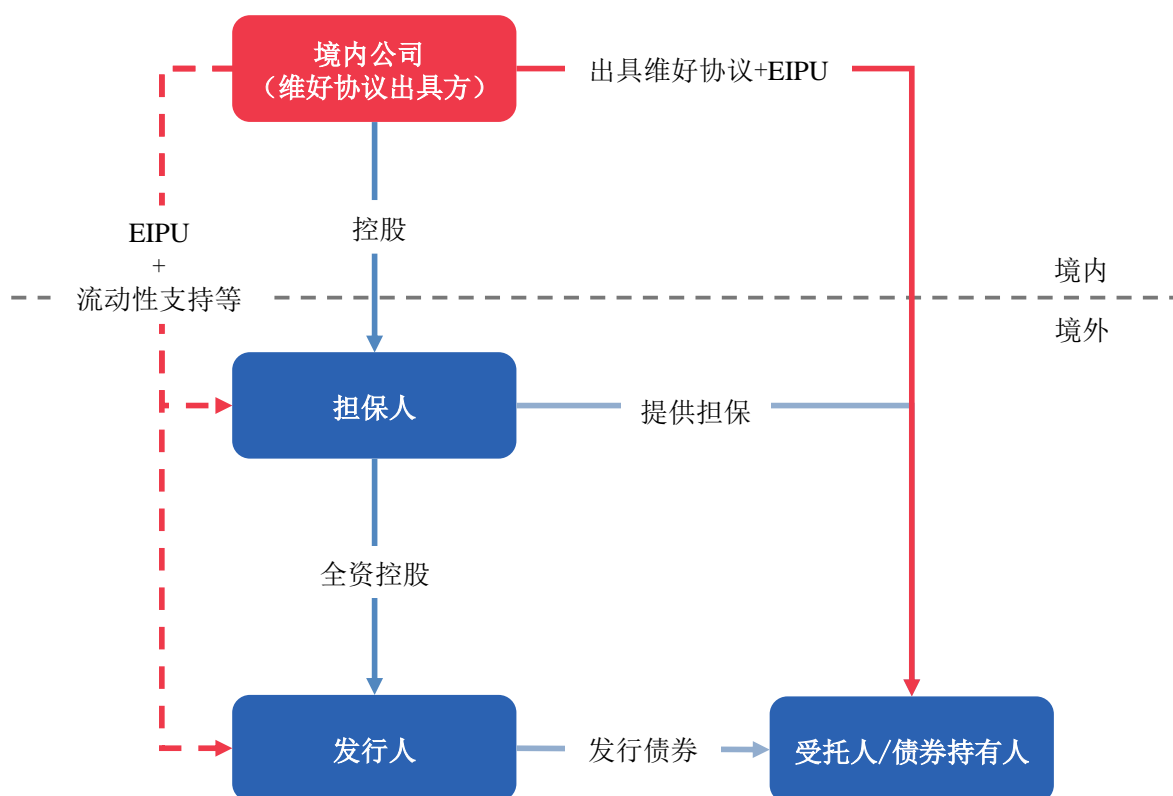 境内公司
（维好协议出具方）
出具维好协议+EIPU
EIPU
+
流动性支持等
控股
境内
境外
担保人
提供担保
全资控股
发行人
发行债券
受托人/债券持有人